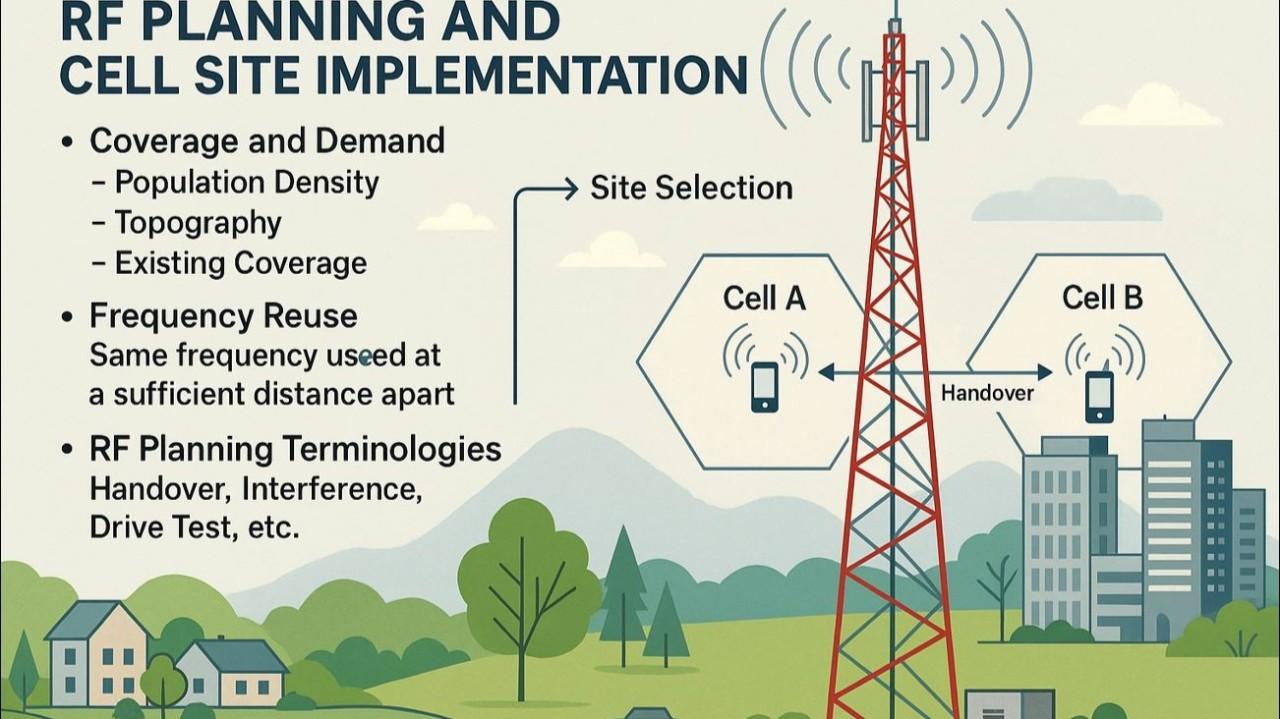 RF PLANNING AND
CELL SITE IMPLEMENTATION
• Coverage and Demand
– Population Density
– Topography
– Existing Coverage
• Frequency Reuse
Same frequency useed at
a sufficient distance apart
• RF Planning Terminologies
Handover, Interference,
Drive Test, etc.
Site Selection
Cell A
Cell B
Handover